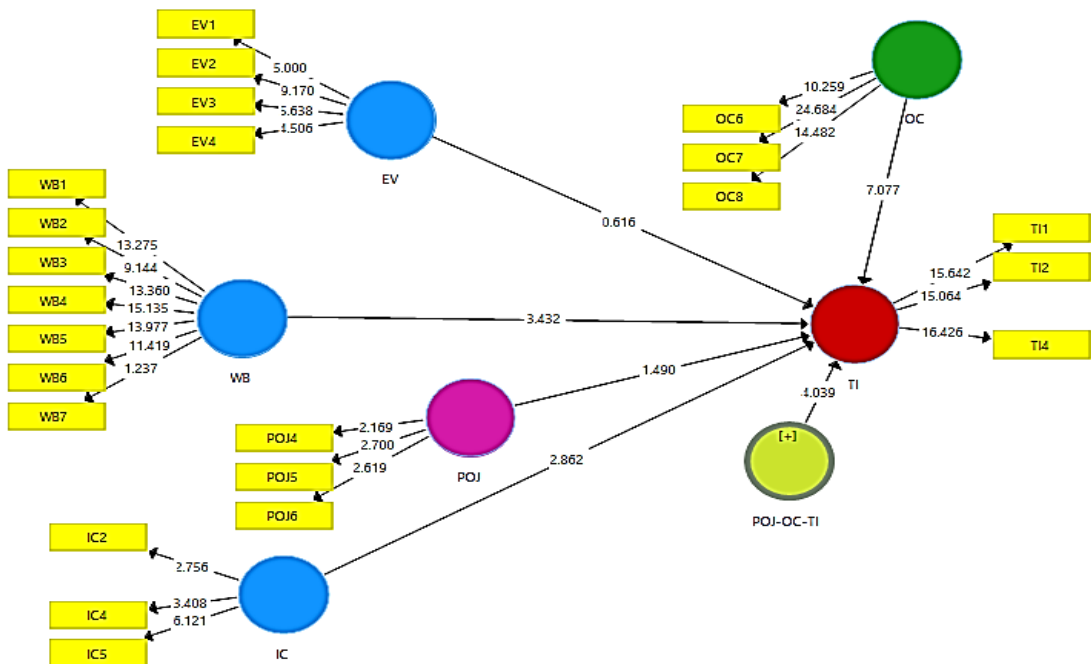 EV1
EV2
EV3
EV4
5.000
9.170
5.638
4.506
EV
OC
10.259
24.684
14.482
OC6
OC7
OC8
7.077
0.616
WB1
WB2
WB3
WB4
WB5
WB6
WB7
13.275
9.144
13.360
15.135
13.977
11.419
1.237
WB
3.432
TI1
TI2
TI4
15.642
15.064
16.426
TI
1.490
4.039
[+]
POJ-OC-TI
POJ4
POJ5
POJ6
2.169
2.700
2.619
POJ
2.862
IC2
IC4
IC5
2.756
3.408
6.121
IC